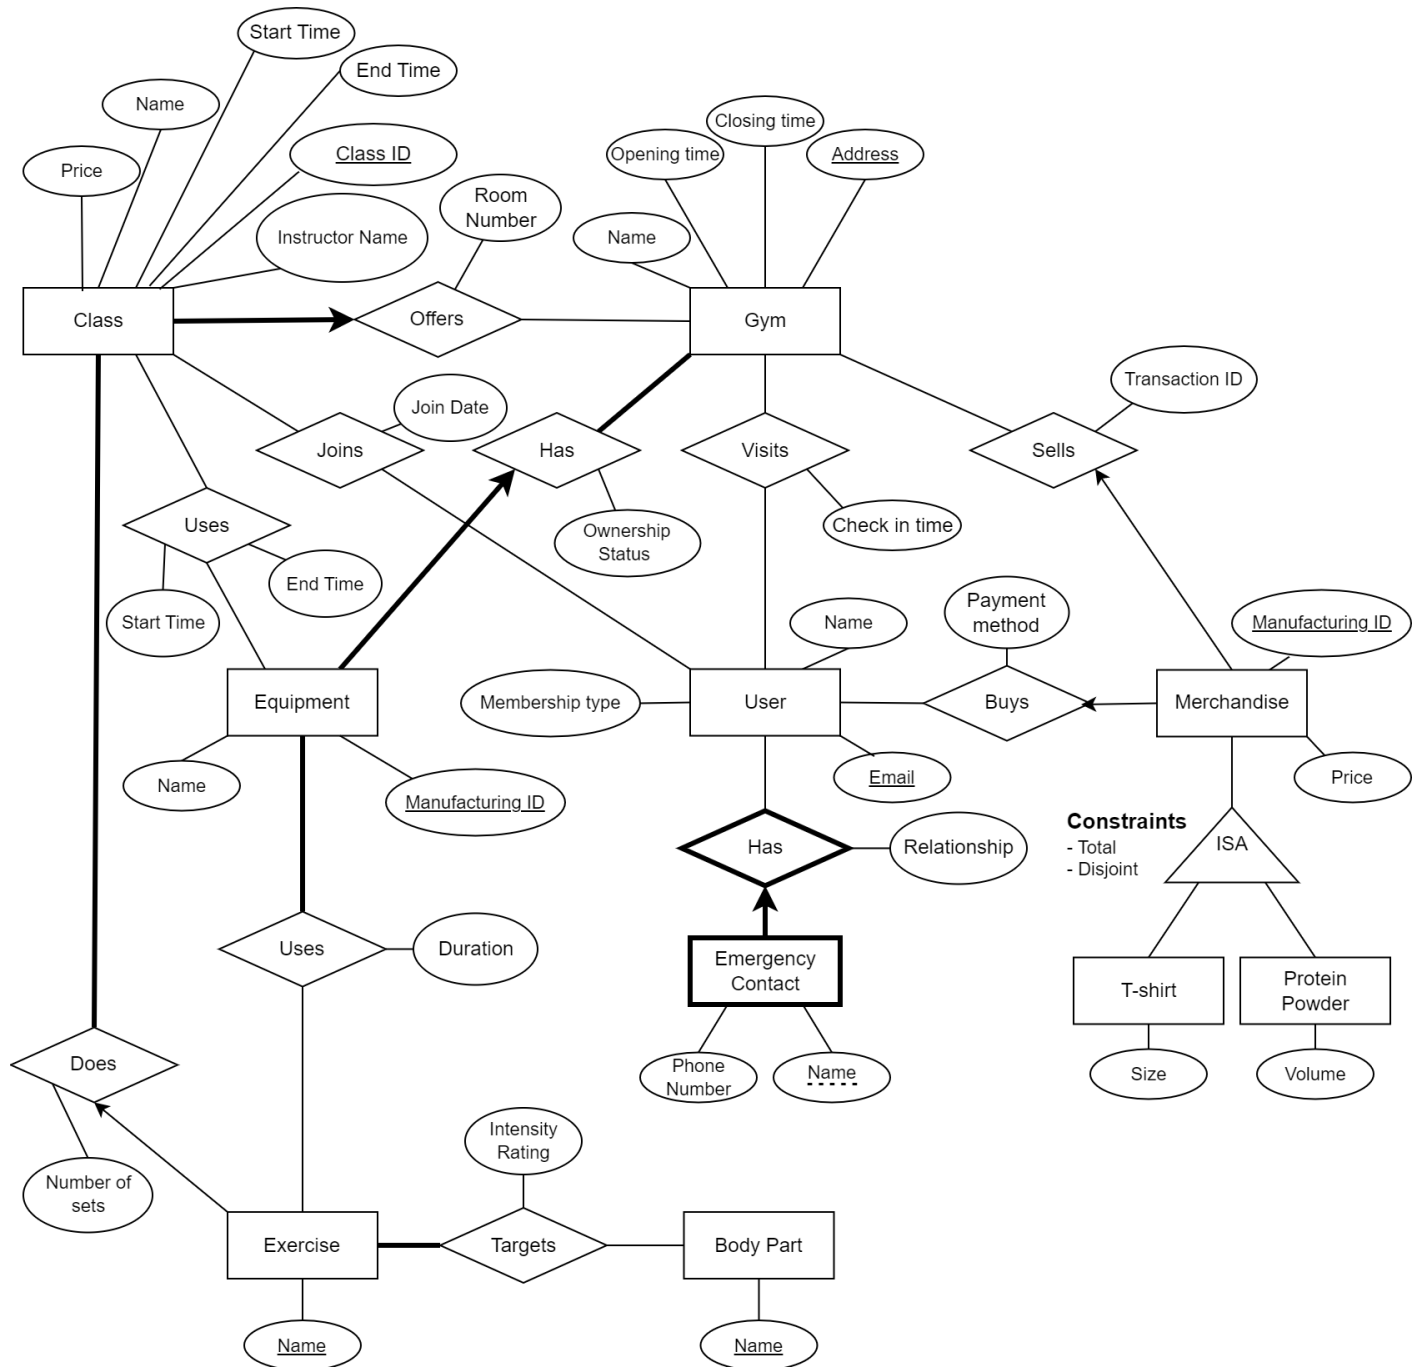 Start Time
End Time
Name
Class ID
Price
Instructor Name
Room
Number
Closing time
Opening time
Address
Name
Class
Offers
Gym
Join Date
Transaction ID
Joins
Has
Visits
Sells
Uses
Ownership
Status
Check in time
End Time
Start Time
Payment
method
Name
Manufacturing ID
Equipment
Membership type
User
Buys
Merchandise
Name
Manufacturing ID
Email
Price
Constraints
- Total
- Disjoint
ISA
Has
Relationship
Uses
Duration
Emergency
Contact
T-shirt
Protein
Powder
Does
Phone
Number
Name
Size
Volume
Intensity
Rating
Number of
sets
Exercise
Targets
Body Part
Name
Name